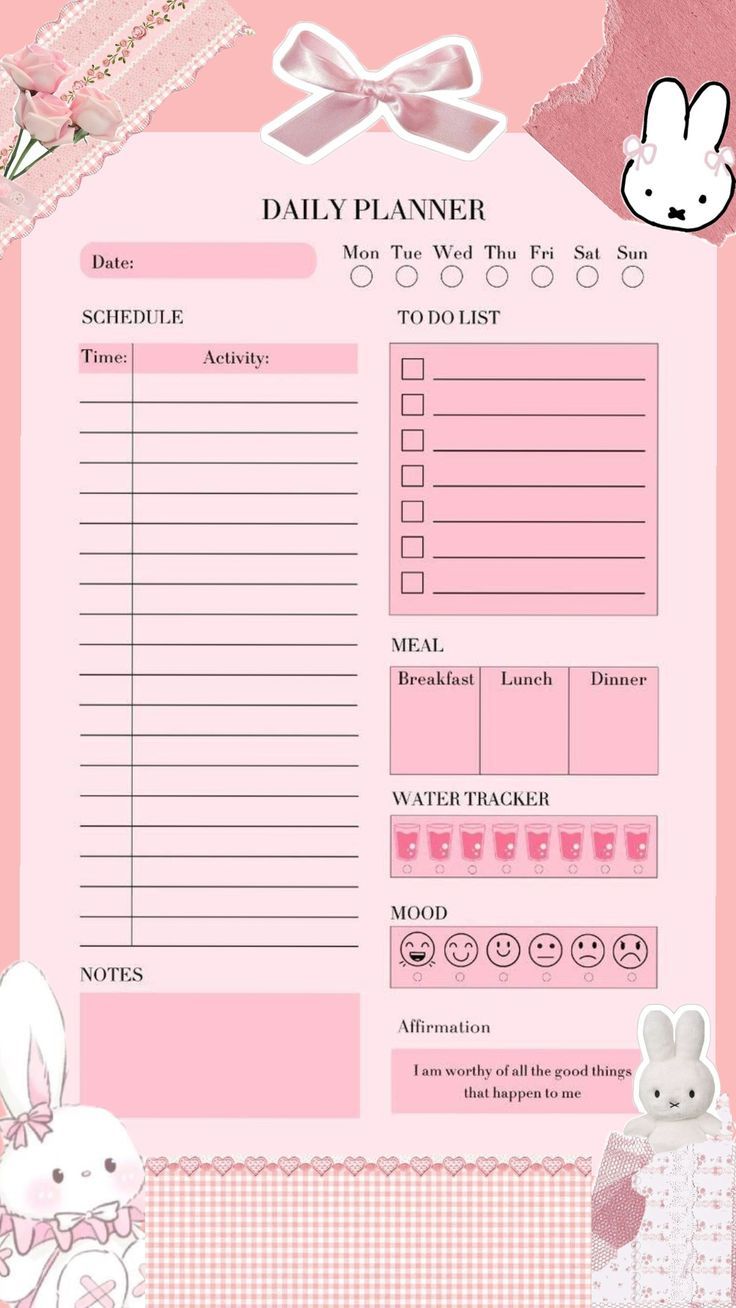 DAILY PLANNER
Date:
Mon Tue Wed Thu Fri Sat Sun
SCHEDULE
Time: Activity:
NOTES
TO DO LIST
MEAL
Breakfast Lunch Dinner
WATER TRACKER
MOOD
Affirmation
I am worthy of all the good things
that happen to me